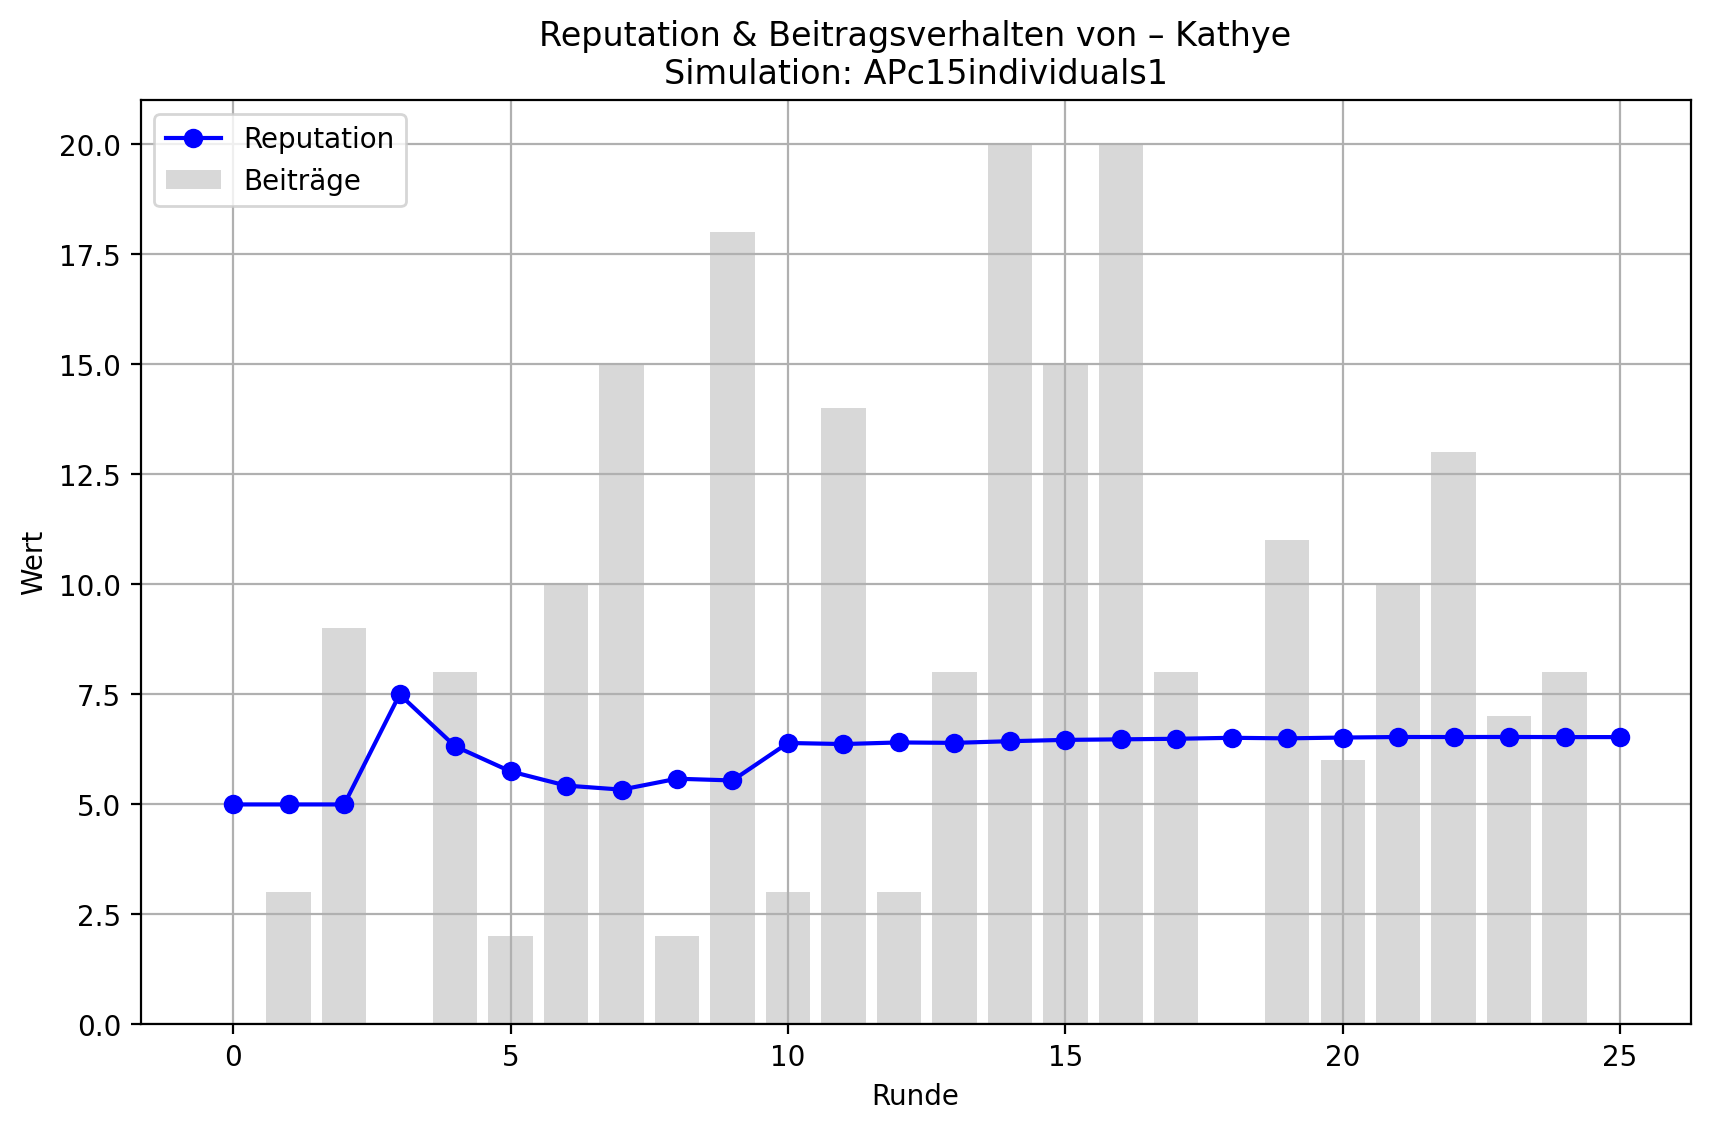 Reputation & Beitragsverhalten von – Kathye
Simulation: APc15individuals1
Reputation
Beiträge
20.0
17.5
15.0
12.5
10.0
7.5
5.0
2.5
0.0
Wert
0 5 10 15 20 25
Runde